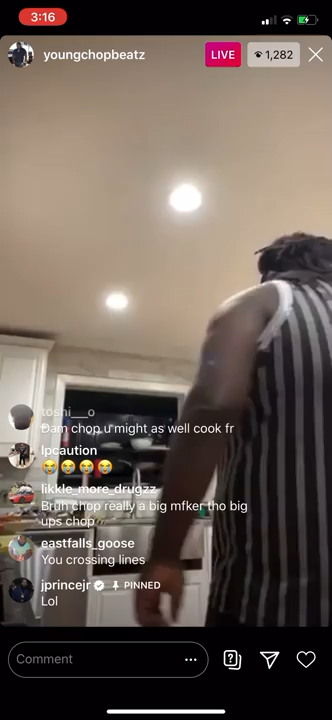 3:16
youngchopbeatz
LIVE
1,282
toshi___o
Dam chop u might as well cook fr
lpcaution
😭😭😭😭
likkle_more_drugzz
Bruh chop really a big mfker tho big
ups chop
eastfalls_goose
You crossing lines
jprincejr PINNED
Lol
Comment